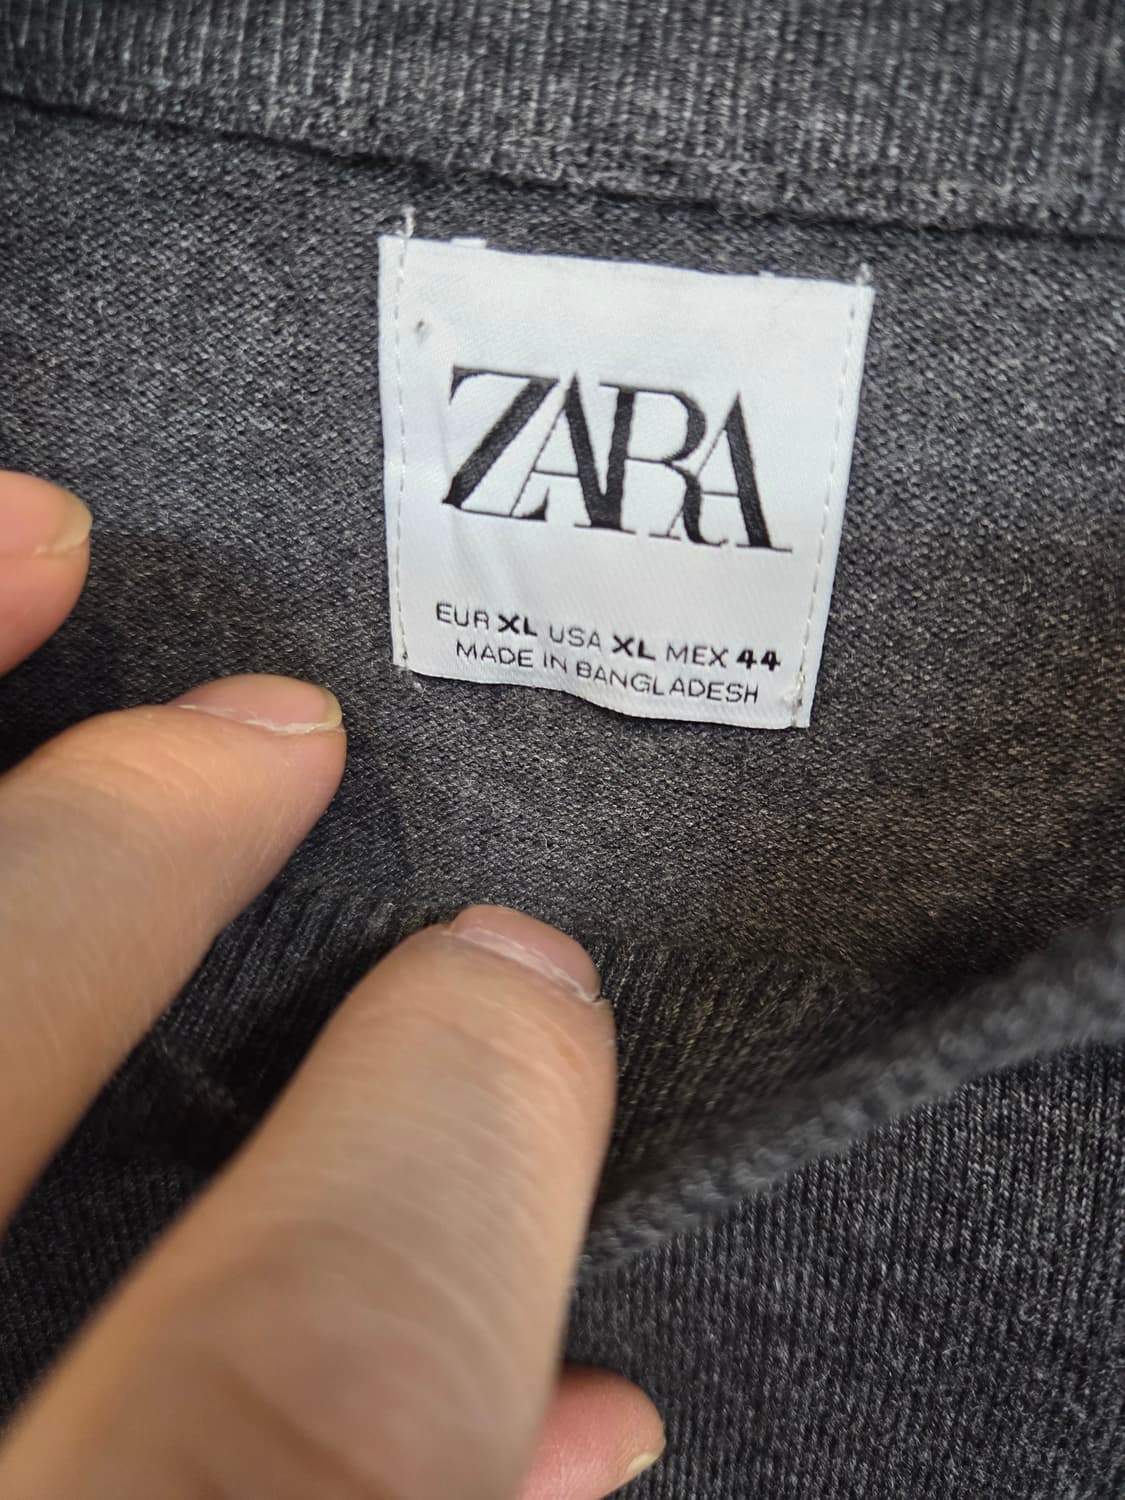 ZARA
EUR XL USA XL MEX 44
MADE IN BANGLADESH